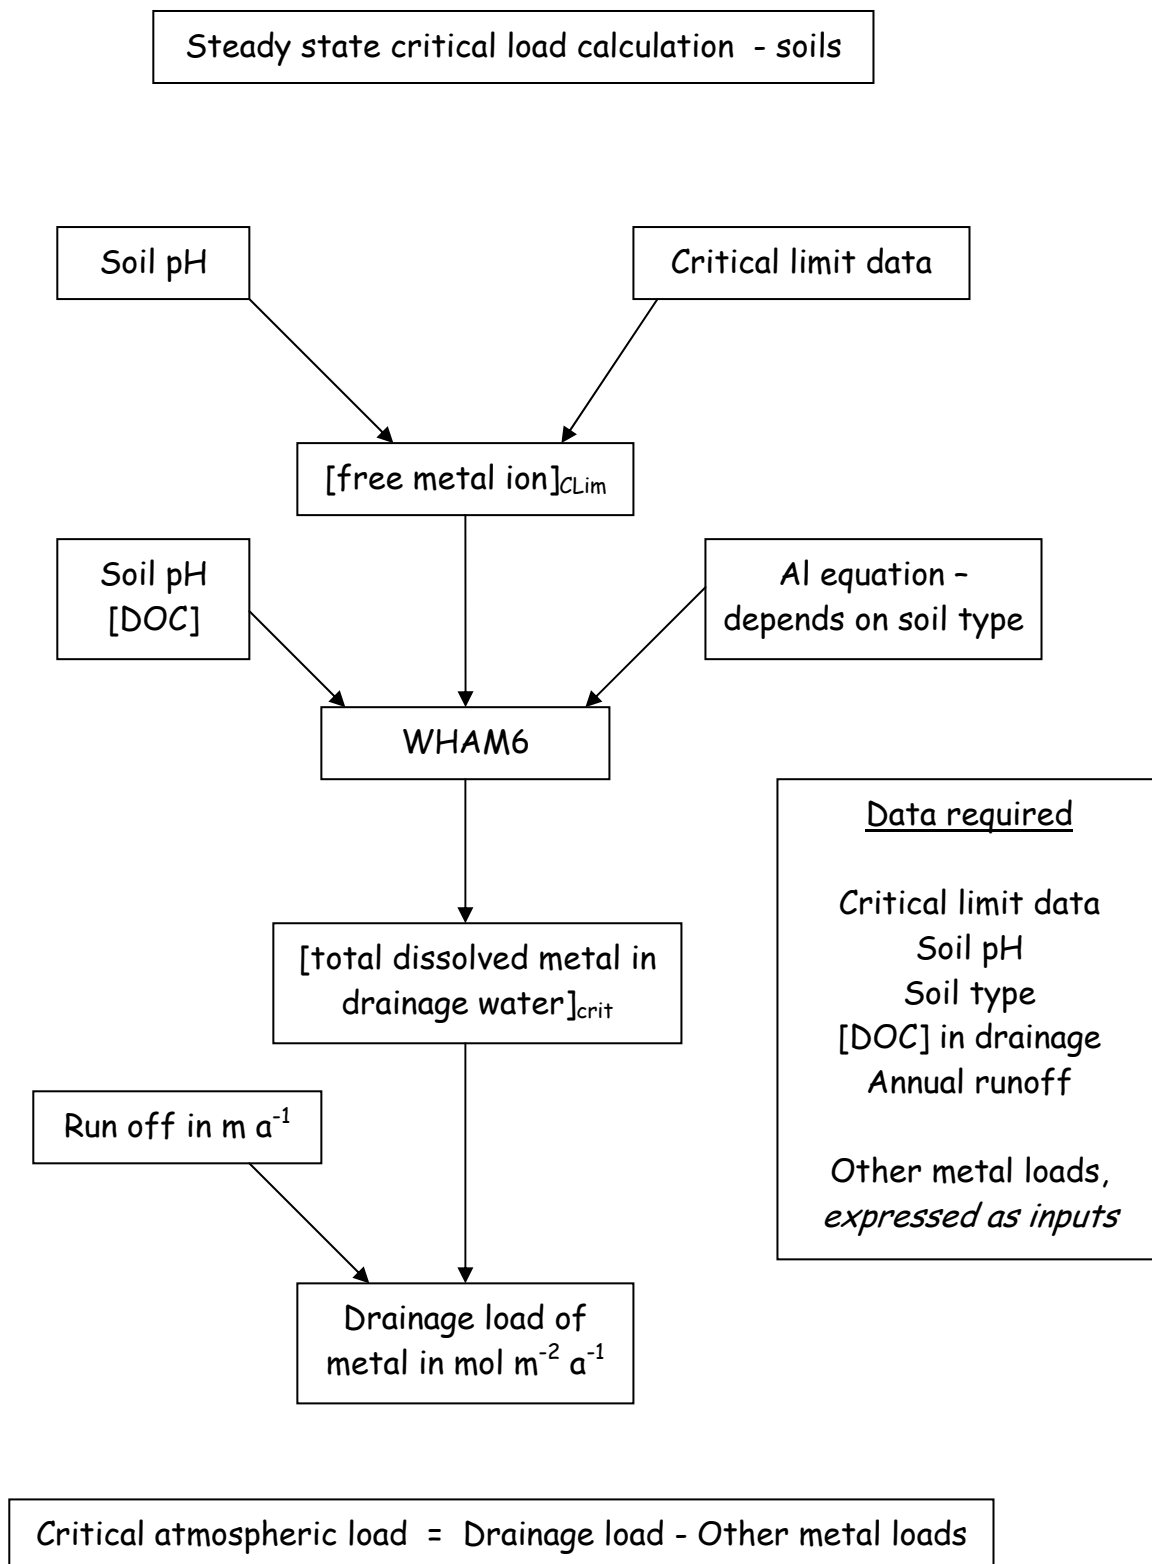 Steady state critical load calculation - soils
Soil pH
Critical limit data
[free metal ion]CLim
Soil pH
[DOC]
Al equation –
depends on soil type
WHAM6
Data required
Critical limit data
Soil pH
Soil type
[DOC] in drainage
Annual runoff
Other metal loads,
expressed as inputs
[total dissolved metal in
drainage water]crit
Run off in m a-1
Drainage load of
metal in mol m-2 a-1
Critical atmospheric load = Drainage load - Other metal loads